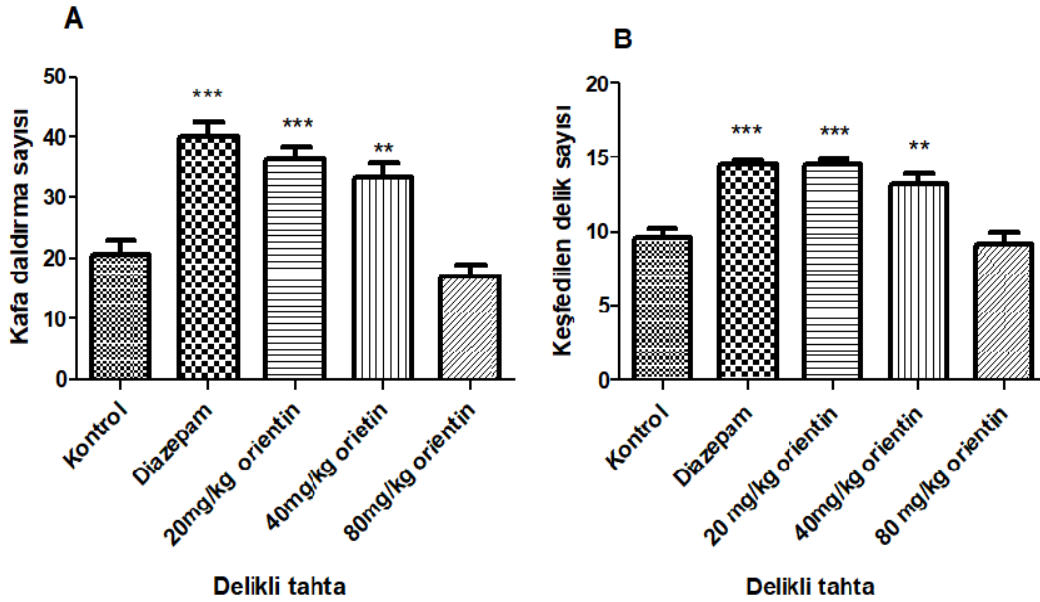 A
Kafa daldırma sayısı
50
40
30
20
10
0
***
***
**
Kontrol
Diazepam
20mg/kg orientin
40mg/kg orietin
80mg/kg orientin
Delikli tahta
B
Keşfedilen delik sayısı
20
15
10
5
0
***
***
**
Kontrol
Diazepam
20 mg/kg orientin
40mg/kg orientin
80 mg/kg orientin
Delikli tahta